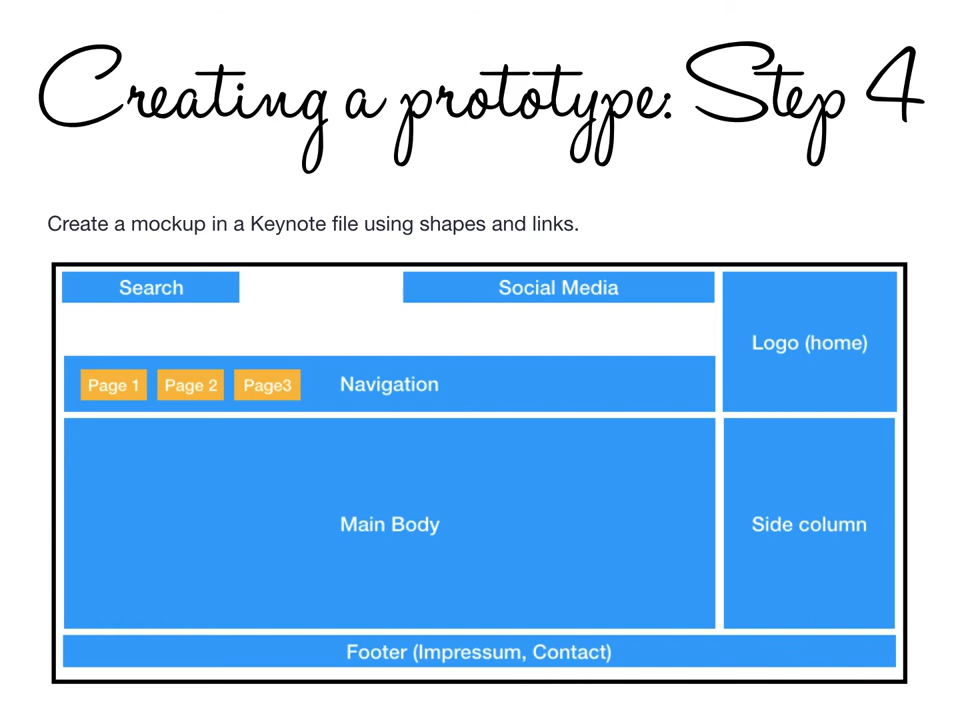 Creating a prototype: Step 4
Create a mockup in a Keynote file using shapes and links.
Search
Social Media
Logo (home)
Page 1
Page 2
Page3
Navigation
Main Body
Side column
Footer (Impressum, Contact)